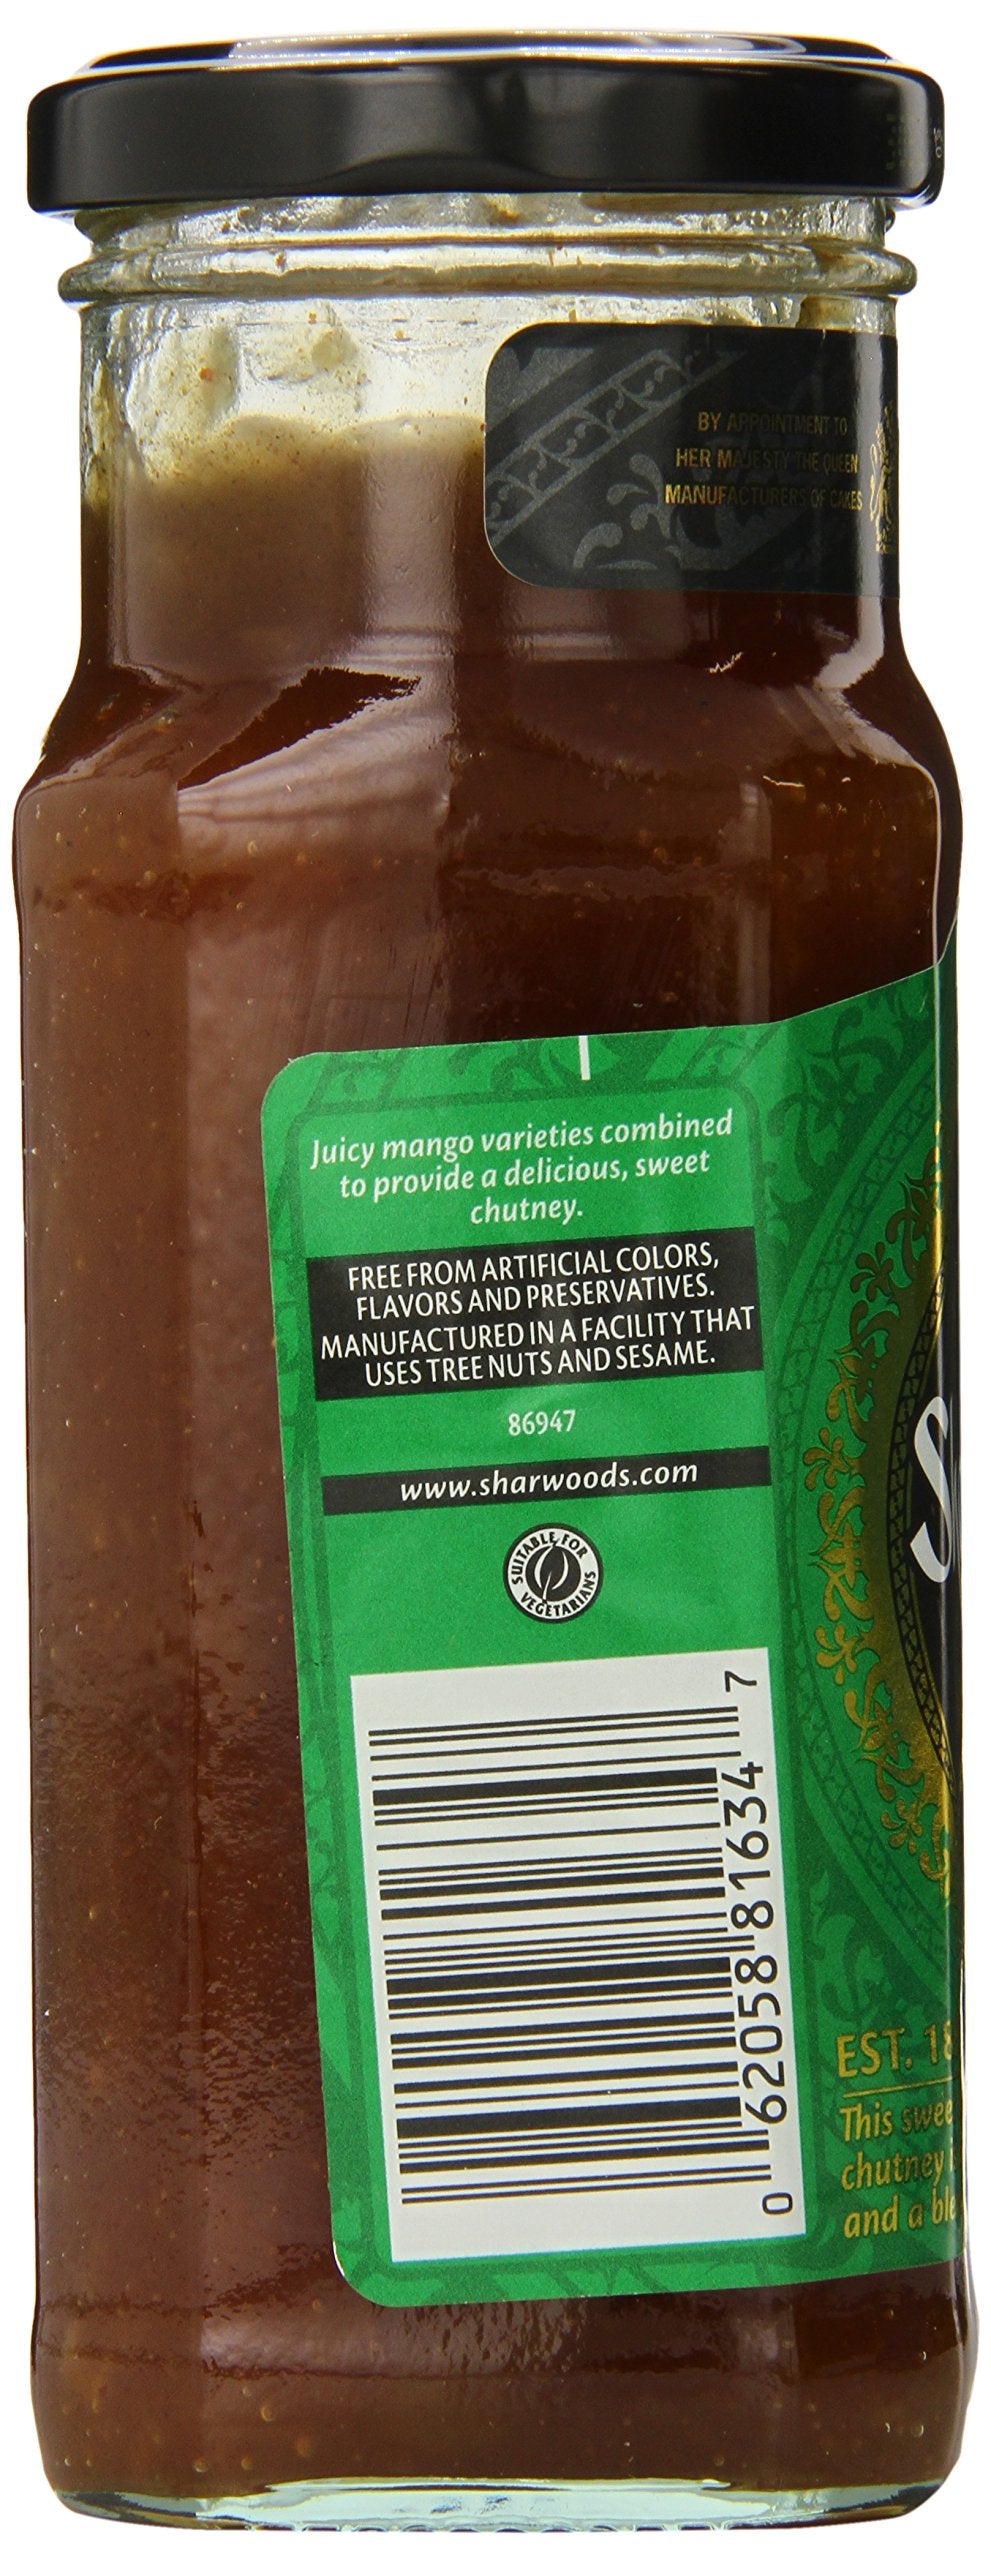 BY APPOINTMENT TO
HER MAJESTY THE QUEEN
MANUFACTURERS OF CAKES
Juicy mango varieties combined
to provide a delicious, sweet
chutney.
FREE FROM ARTIFICIAL COLORS,
FLAVORS AND PRESERVATIVES.
MANUFACTURED IN A FACILITY THAT
USES TREE NUTS AND SESAME.
86947
www.sharwoods.com
SUITABLE FOR
VEGETARIANS
0 62058 81634 7
S
EST. 18
This swee
chutney i
and a ble